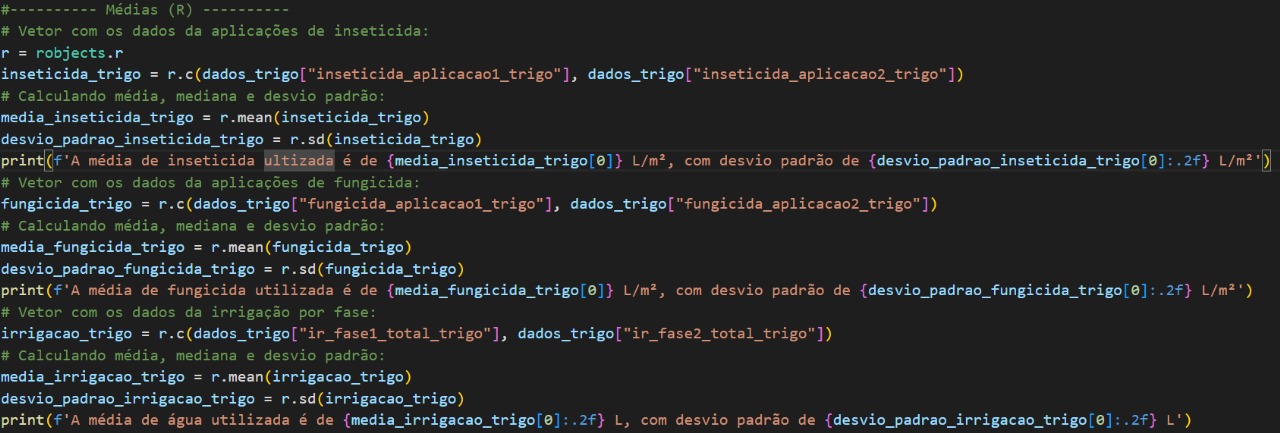 #---------- Médias (R) ----------
# Vetor com os dados da aplicações de inseticida:
r = robjects.r
inseticida_trigo = r.c(dados_trigo["inseticida_aplicacao1_trigo"], dados_trigo["inseticida_aplicacao2_trigo"])
# Calculando média, mediana e desvio padrão:
media_inseticida_trigo = r.mean(inseticida_trigo)
desvio_padrao_inseticida_trigo = r.sd(inseticida_trigo)
print(f'A média de inseticida ultizada é de {media_inseticida_trigo[0]} L/m², com desvio padrão de {desvio_padrao_inseticida_trigo[0]:.2f} L/m²')
# Vetor com os dados da aplicações de fungicida:
fungicida_trigo = r.c(dados_trigo["fungicida_aplicacao1_trigo"], dados_trigo["fungicida_aplicacao2_trigo"])
# Calculando média, mediana e desvio padrão:
media_fungicida_trigo = r.mean(fungicida_trigo)
desvio_padrao_fungicida_trigo = r.sd(fungicida_trigo)
print(f'A média de fungicida utilizada é de {media_fungicida_trigo[0]} L/m², com desvio padrão de {desvio_padrao_fungicida_trigo[0]:.2f} L/m²')
# Vetor com os dados da irrigação por fase:
irrigacao_trigo = r.c(dados_trigo["ir_fase1_total_trigo"], dados_trigo["ir_fase2_total_trigo"])
# Calculando média, mediana e desvio padrão:
media_irrigacao_trigo = r.mean(irrigacao_trigo)
desvio_padrao_irrigacao_trigo = r.sd(irrigacao_trigo)
print(f'A média de água utilizada é de {media_irrigacao_trigo[0]:.2f} L, com desvio padrão de {desvio_padrao_irrigacao_trigo[0]:.2f} L')